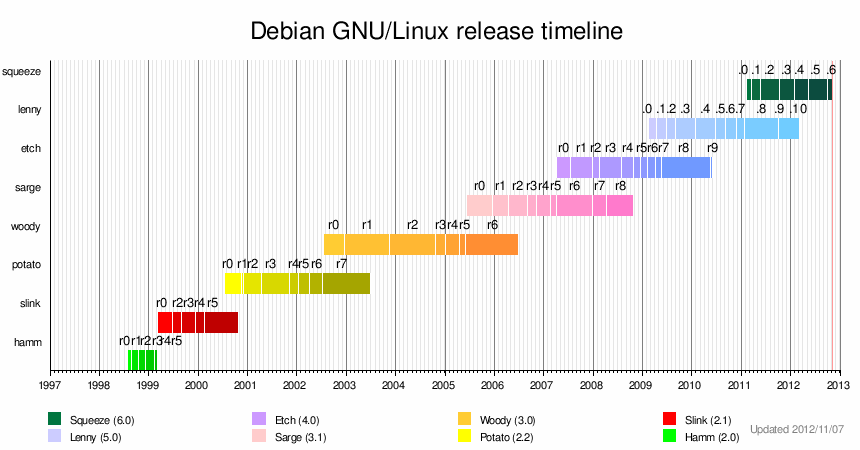 Debian GNU/Linux release timeline
squeeze .0 .1 .2 .3 .4 .5 .6
lenny .0 .1 .2 .3 .4 .5 .6 .7 .8 .9 .10
etch r0 r1 r2 r3 r4 r5 r6 r7 r8 r9
sarge r0 r1 r2 r3 r4 r5 r6 r7 r8
woody r0 r1 r2 r3 r4 r5 r6
potato r0 r1 r2 r3 r4 r5 r6 r7
slink r0 r2 r3 r4 r5
hamm r0 r1 r2 r3 r4 r5
1997 1998 1999 2000 2001 2002 2003 2004 2005 2006 2007 2008 2009 2010 2011 2012 2013
Squeeze (6.0) Etch (4.0) Woody (3.0) Slink (2.1)
Lenny (5.0) Sarge (3.1) Potato (2.2) Hamm (2.0)
Updated 2012/11/07